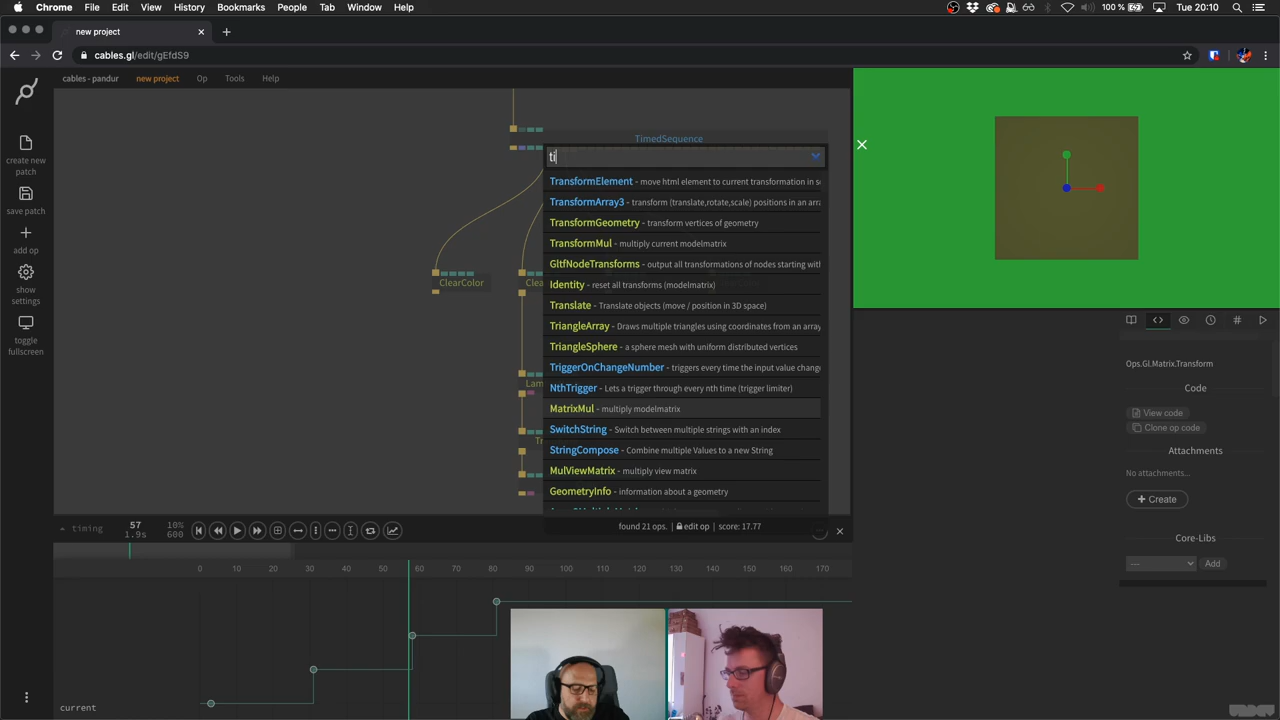 Chrome File Edit View History Bookmarks People Tab Window Help 100 % Tue 20:10
new project
cables.gl/edit/gEfdS9
cables - pandur new project Op Tools Help
create new
patch
save patch
add op
show
settings
toggle
fullscreen
TimedSequence
ti
TransformElement - move html element to current transformation in sc
TransformArray3 - transform (translate,rotate,scale) positions in an arra
TransformGeometry - transform vertices of geometry
TransformMul - multiply current modelmatrix
GltfNodeTransforms - output all transformations of nodes starting with
Identity - reset all transforms (modelmatrix)
Translate - Translate objects (move / position in 3D space)
TriangleArray - Draws multiple triangles using coordinates from an array
TriangleSphere - a sphere mesh with uniform distributed vertices
TriggerOnChangeNumber - triggers every time the input value change
NthTrigger - Lets a trigger through every nth time (trigger limiter)
MatrixMul - multiply modelmatrix
SwitchString - Switch between multiple strings with an index
StringCompose - Combine multiple Values to a new String
MulViewMatrix - multiply view matrix
GeometryInfo - information about a geometry
found 21 ops. edit op score: 17.77
ClearColor
Clea
Lam
Tr
Ops.Gl.Matrix.Transform
Code
View code
Clone op code
Attachments
No attachments...
+ Create
Core-Libs
--- Add
timing 57 10%
1.9s 600
0 10 20 30 40 50 60 70 80 90 100 110 120 130 140 150 160 170
current